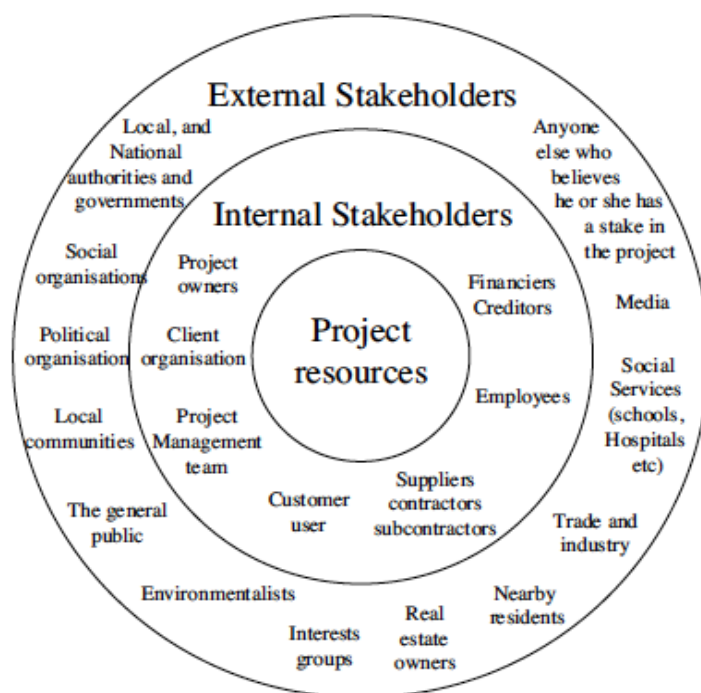 External Stakeholders
Local, and
National
authorities and
governments
Anyone
else who
believes
he or she has
a stake in
the project
Internal Stakeholders
Social
organisations
Project
owners
Financiers
Creditors
Media
Project
resources
Political
organisation
Client
organisation
Social
Services
(schools,
Hospitals
etc)
Employees
Local
communities
Project
Management
team
Suppliers
contractors
subcontractors
Customer
user
The general
public
Trade and
industry
Environmentalists
Nearby
residents
Interests
groups
Real
estate
owners